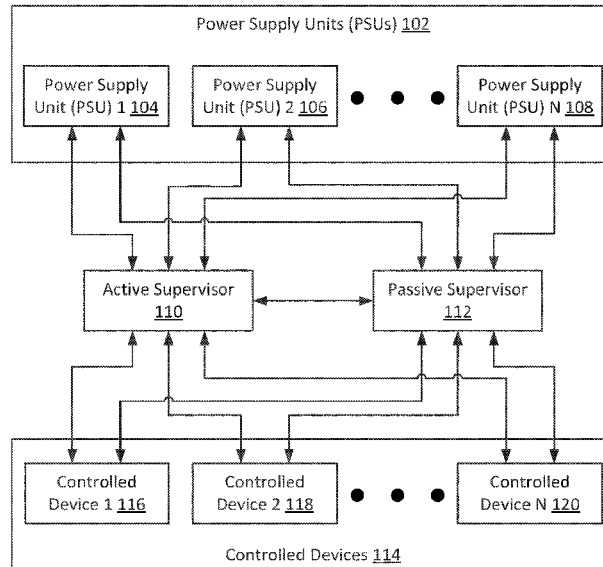 Power Supply Units (PSUs) 102
Power Supply
Unit (PSU) 1 104
Power Supply
Unit (PSU) 2 106
Power Supply
Unit (PSU) N 108
Active Supervisor
110
Passive Supervisor
112
Controlled
Device 1 116
Controlled
Device 2 118
Controlled
Device N 120
Controlled Devices 114